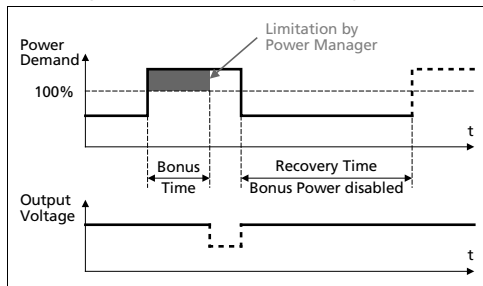 Limitation by
Power Manager
Power
Demand
100%
t
Bonus
Time
Recovery Time
Bonus Power disabled
Output
Voltage
t